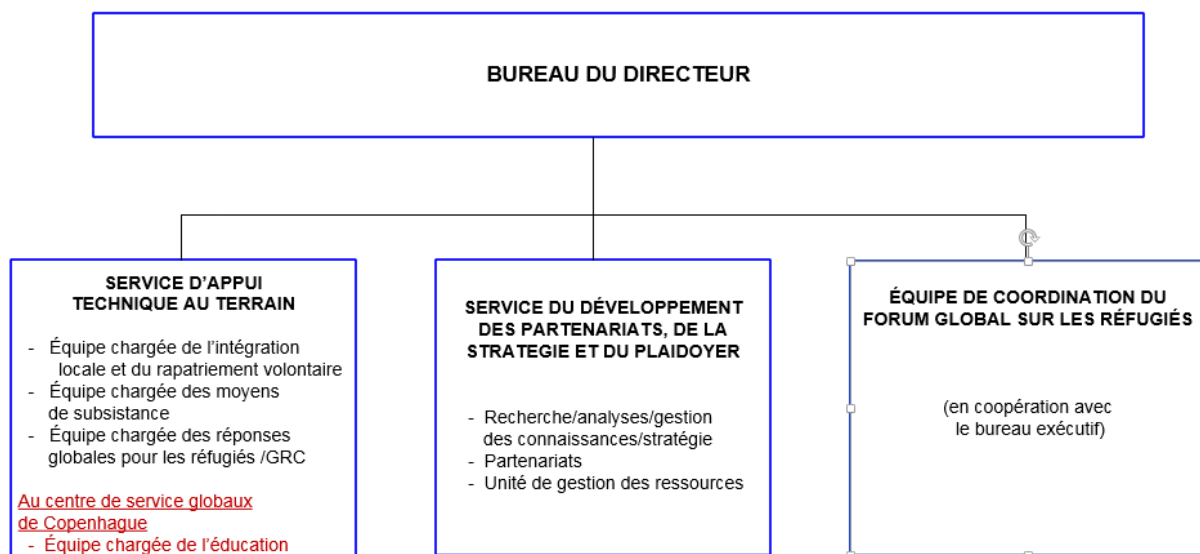 BUREAU DU DIRECTEUR
SERVICE D'APPUI
TECHNIQUE AU TERRAIN
- Équipe chargée de l'intégration
locale et du rapatriement volontaire
- Équipe chargée des moyens
de subsistance
- Équipe chargée des réponses
globales pour les réfugiés /GRC
Au centre de service globaux
de Copenhague
- Équipe chargée de l'éducation
SERVICE DU DÉVELOPPEMENT
DES PARTENARIATS, DE LA
STRATEGIE ET DU PLAIDOYER
- Recherche/analyses/gestion
des connaissances/stratégie
- Partenariats
- Unité de gestion des ressources
ÉQUIPE DE COORDINATION DU
FORUM GLOBAL SUR LES RÉFUGIÉS
(en coopération avec
le bureau exécutif)